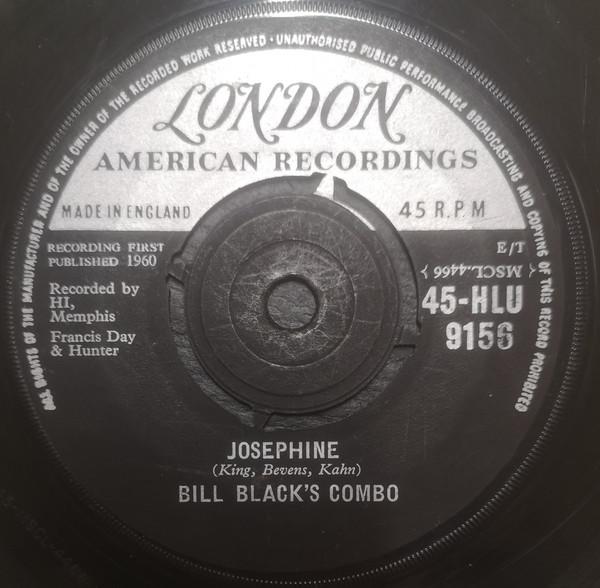 ALL RIGHTS OF THE MANUFACTURER AND OF THE OWNER OF THE RECORDED WORK RESERVED · UNAUTHORISED PUBLIC PERFORMANCE BROADCASTING AND COPYING OF THIS RECORD PROHIBITED
LONDON
AMERICAN RECORDINGS
MADE IN ENGLAND
45 R.P.M
RECORDING FIRST
PUBLISHED 1960
E/T
MSCL.4466
Recorded by
HI,
Memphis
45-HLU
9156
Francis Day
& Hunter
JOSEPHINE
(King, Bevens, Kahn)
BILL BLACK'S COMBO